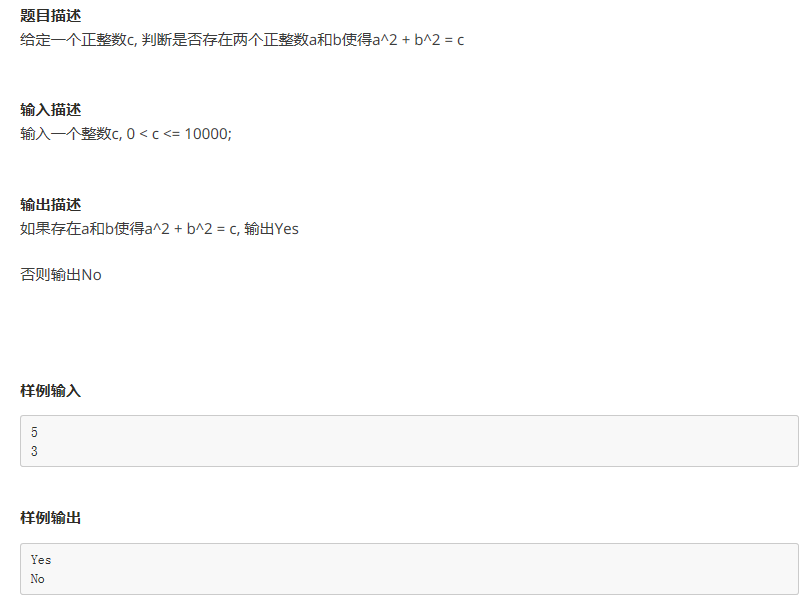 题目描述
给定一个正整数c, 判断是否存在两个正整数a和b使得a^2 + b^2 = c
输入描述
输入一个整数c, 0 < c <= 10000;
输出描述
如果存在a和b使得a^2 + b^2 = c, 输出Yes
否则输出No
样例输入
5
3
样例输出
Yes
No